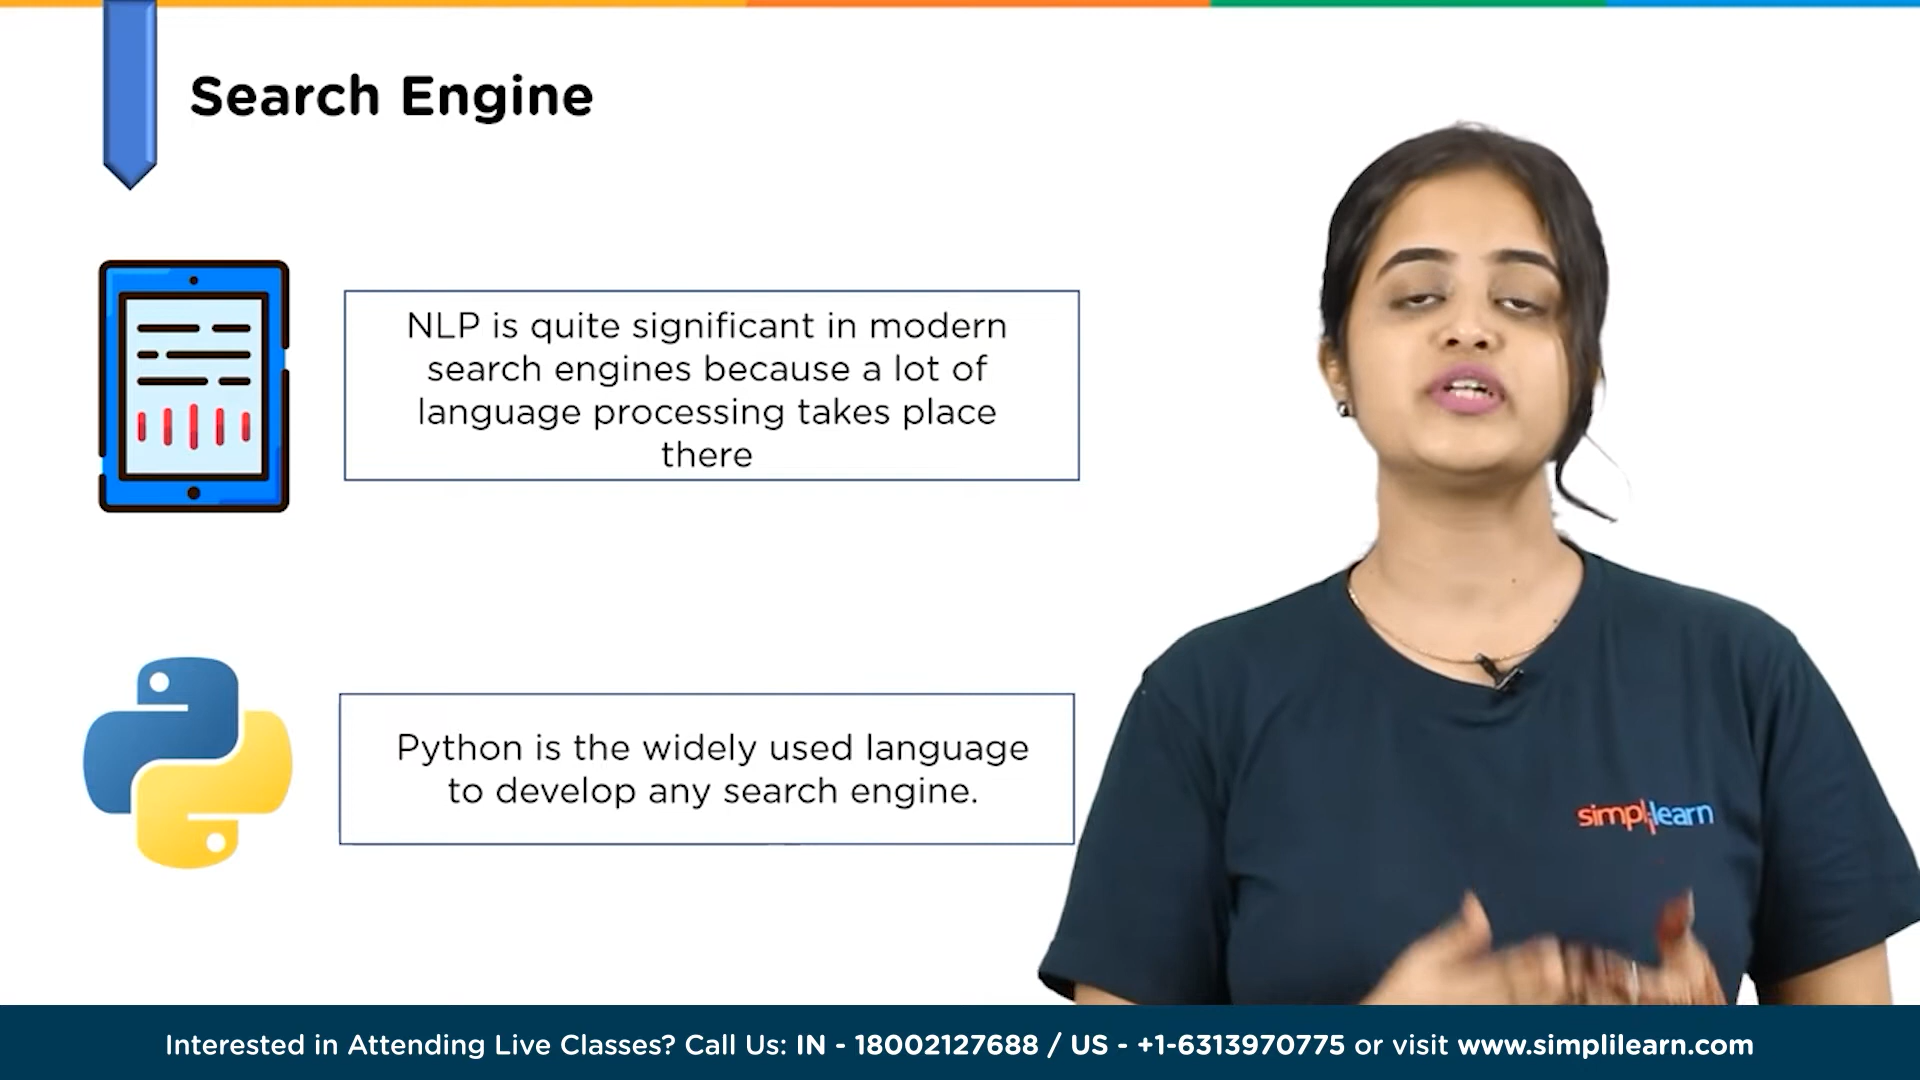 Search Engine
NLP is quite significant in modern
search engines because a lot of
language processing takes place
there
Python is the widely used language
to develop any search engine.
simplilearn
Interested in Attending Live Classes? Call Us: IN - 18002127688 / US - +1-6313970775 or visit www.simplilearn.com